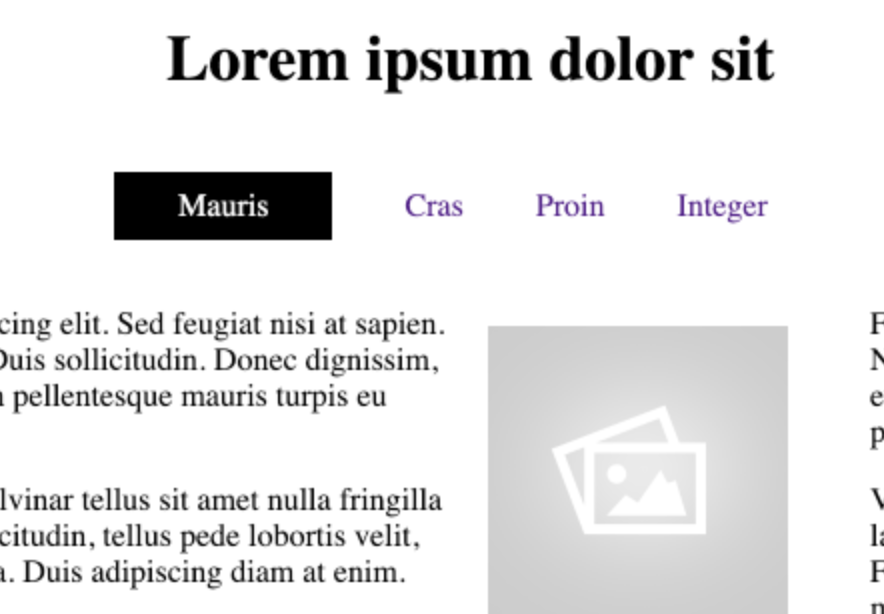 Lorem ipsum dolor sit
Mauris Cras Proin Integer
cing elit. Sed feugiat nisi at sapien.
Duis sollicitudin. Donec dignissim,
pellentesque mauris turpis eu
lvinar tellus sit amet nulla fringilla
citudin, tellus pede lobortis velit,
a. Duis adipiscing diam at enim.